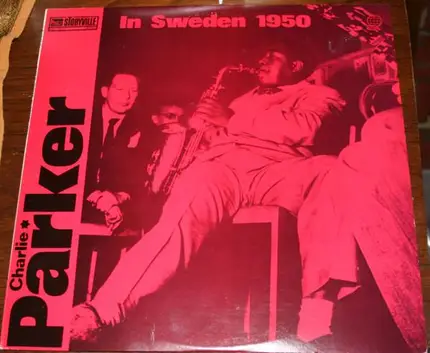 STORYVILLE
In Sweden 1950
Charlie*
Parker